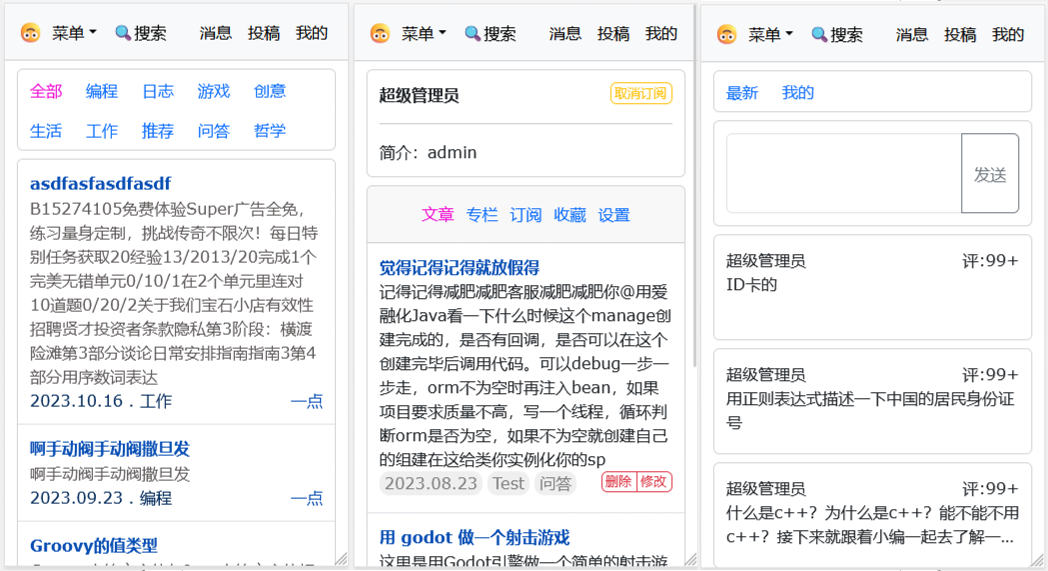 菜单 搜索 消息 投稿 我的
全部 编程 日志 游戏 创意
生活 工作 推荐 问答 哲学
asdfasfasdfasdf
B15274105免费体验Super广告全免，
练习量身定制，挑战传奇不限次！每日特
别任务获取20经验13/2013/20完成1个
完美无错单元0/10/1在2个单元里连对
10道题0/20/2关于我们宝石小店有效性
招聘贤才投资者条款隐私第3阶段：横渡
险滩第3部分谈论日常安排指南指南3第4
部分用序数词表达
2023.10.16 . 工作 一点
啊手动阀手动阀撒旦发
啊手动阀手动阀撒旦发
2023.09.23 . 编程 一点
Groovy的值类型
菜单 搜索 消息 投稿 我的
超级管理员 取消订阅
简介：admin
文章 专栏 订阅 收藏 设置
觉得记得记得就放假得
记得记得减肥减肥客服减肥减肥你@用爱
融化Java看一下什么时候这个manage创
建完成的，是否有回调，是否可以在这个
创建完毕后调用代码。可以debug一步一
步走，orm不为空时再注入bean，如果
项目要求质量不高，写一个线程，循环判
断orm是否为空，如果不为空就创建自己
的组建在这给类你实例化你的sp
2023.08.23 Test 问答 删除 修改
用 godot 做一个射击游戏
这里是用Godot引擎做一个简单的射击游
菜单 搜索 消息 投稿 我的
最新 我的
发送
超级管理员 评:99+
ID卡的
超级管理员 评:99+
用正则表达式描述一下中国的居民身份证
号
超级管理员 评:99+
什么是c++？为什么是c++？能不能不用
c++？接下来就跟着小编一起去了解一...